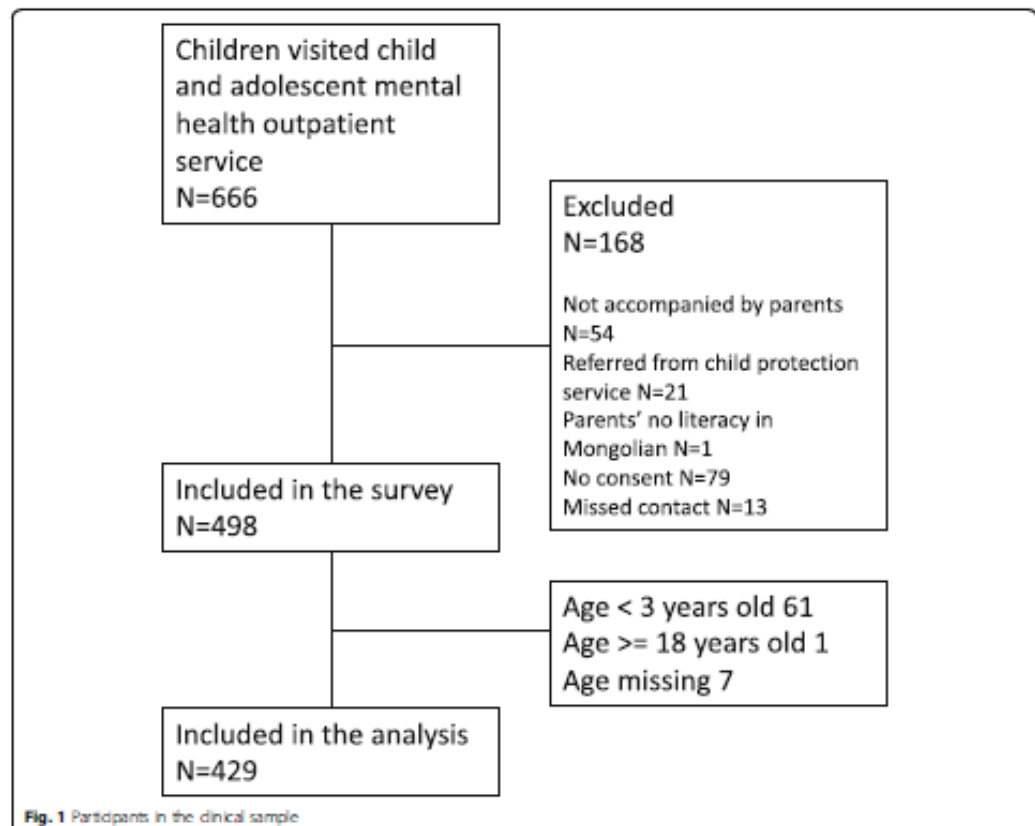 Children visited child
and adolescent mental
health outpatient
service
N=666
Excluded
N=168
Not accompanied by parents
N=54
Referred from child protection
service N=21
Parents’ no literacy in
Mongolian N=1
No consent N=79
Missed contact N=13
Included in the survey
N=498
Age < 3 years old 61
Age >= 18 years old 1
Age missing 7
Included in the analysis
N=429
Fig. 1 Participants in the clinical sample